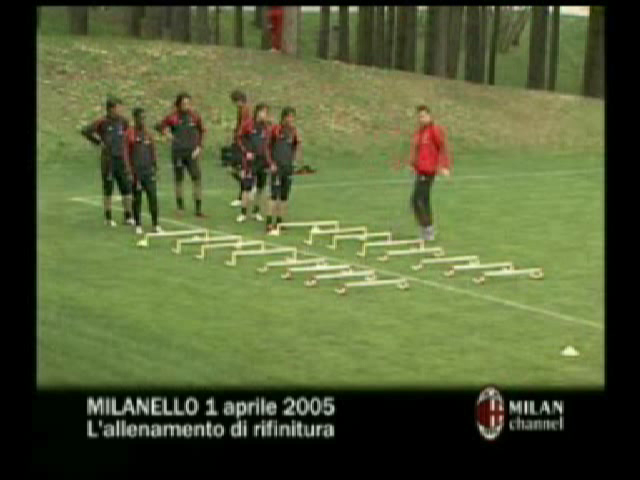 MILANELLO 1 aprile 2005
L'allenamento di rifinitura
MILAN
channel